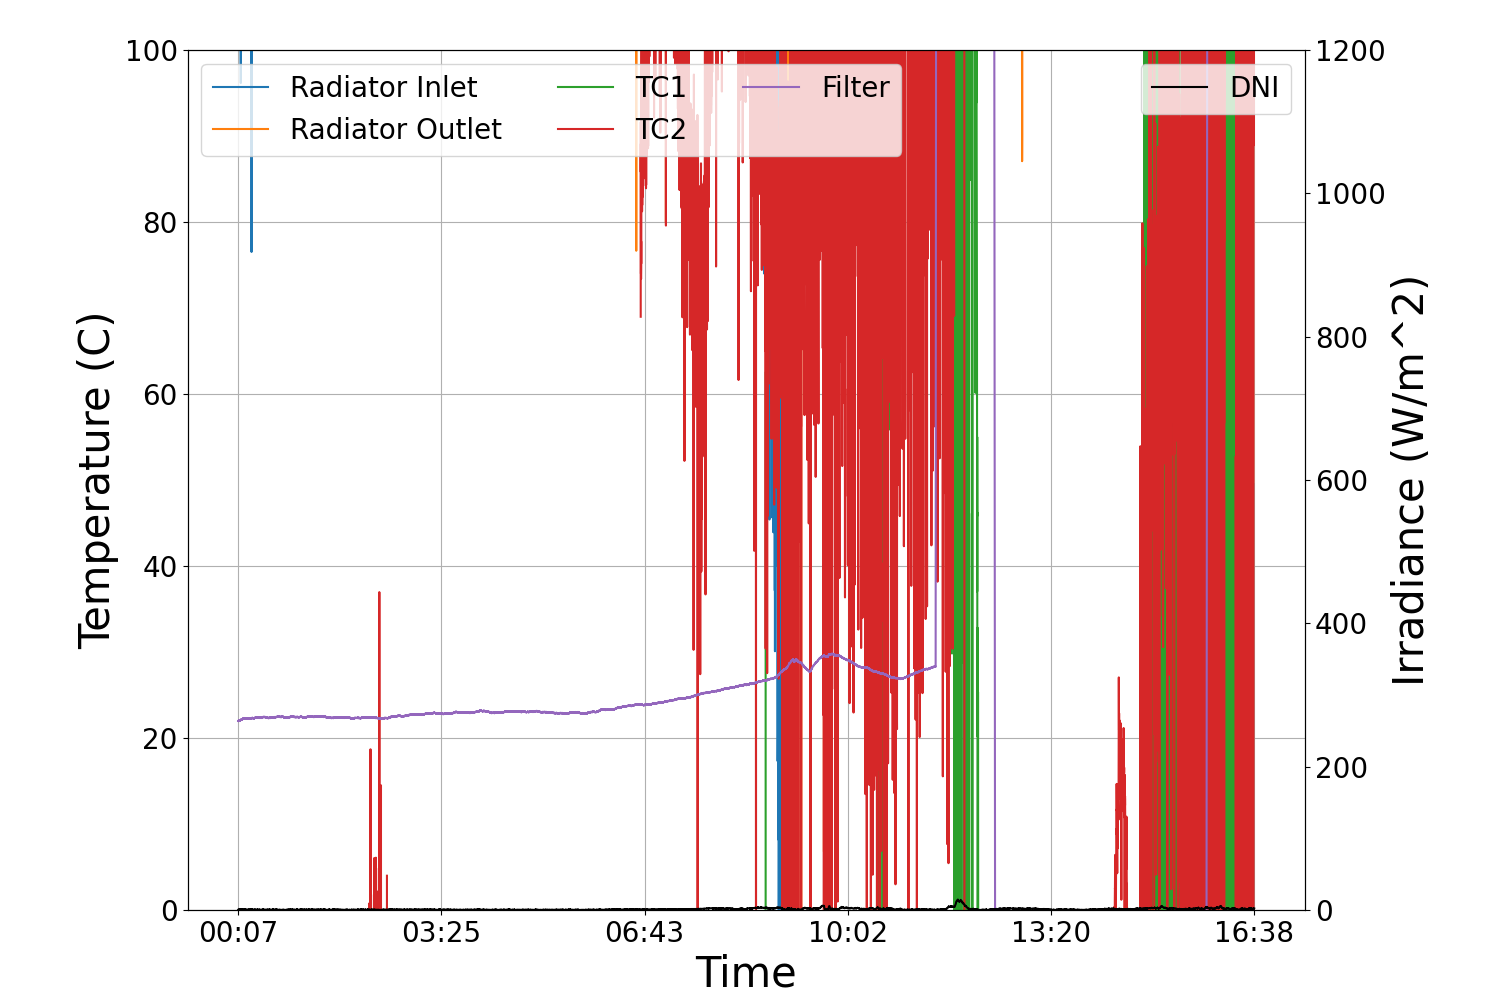 100
80
60
40
20
0
Temperature (C)
Radiator Inlet
Radiator Outlet
TC1
TC2
Filter
DNI
1200
1000
800
600
400
200
0
Irradiance (W/m^2)
00:07 03:25 06:43 10:02 13:20 16:38
Time